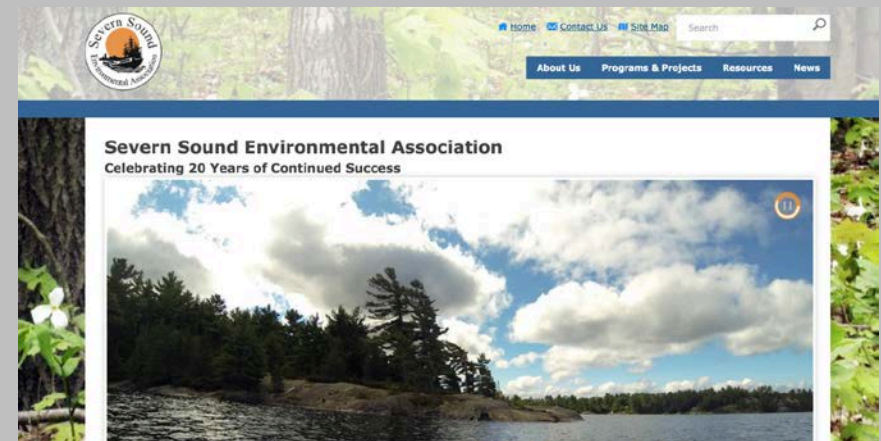 Severn Sound
Environmental Association
Home Contact Us Site Map Search
About Us Programs & Projects Resources News
Severn Sound Environmental Association
Celebrating 20 Years of Continued Success